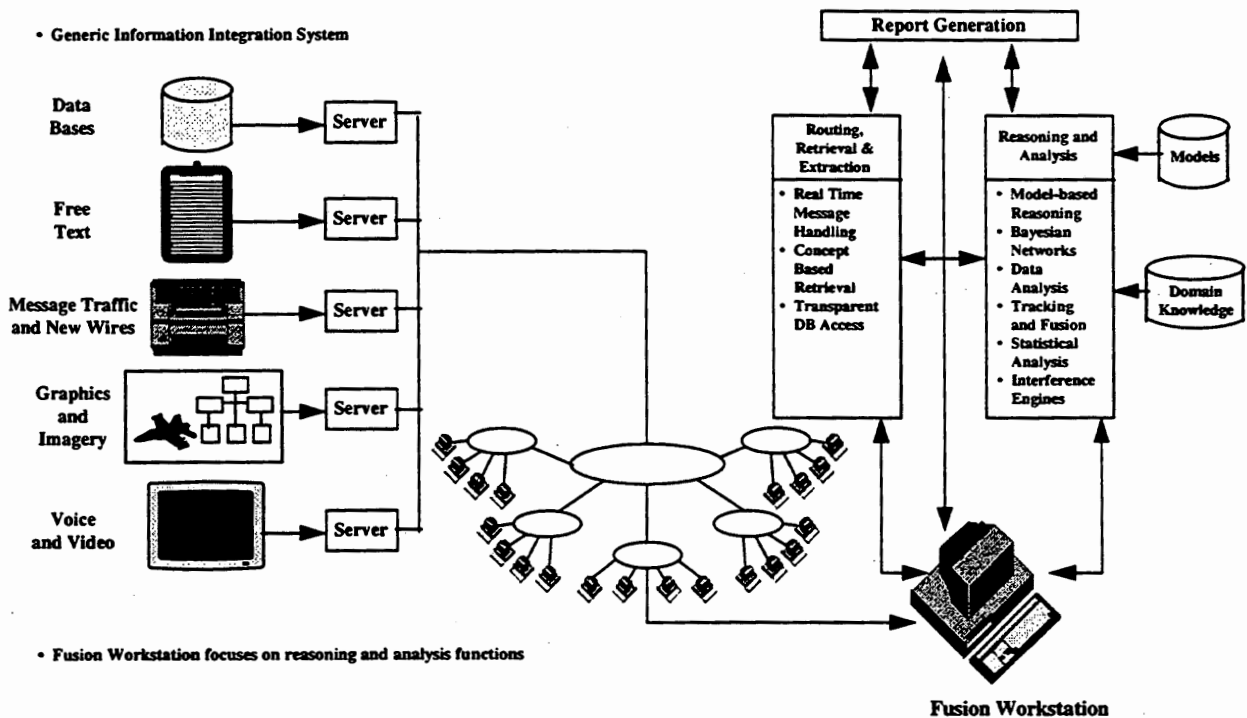 • Generic Information Integration System
Data
Bases
Server
Free
Text
Server
Message Traffic
and New Wires
Server
Graphics
and
Imagery
Server
Voice
and Video
Server
• Fusion Workstation focuses on reasoning and analysis functions
Report Generation
Routing,
Retrieval &
Extraction
• Real Time
Message
Handling
• Concept
Based
Retrieval
• Transparent
DB Access
Reasoning and
Analysis
• Model-based
Reasoning
• Bayesian
Networks
• Data
Analysis
• Tracking
and Fusion
• Statistical
Analysis
• Interference
Engines
Models
Domain
Knowledge
Fusion Workstation